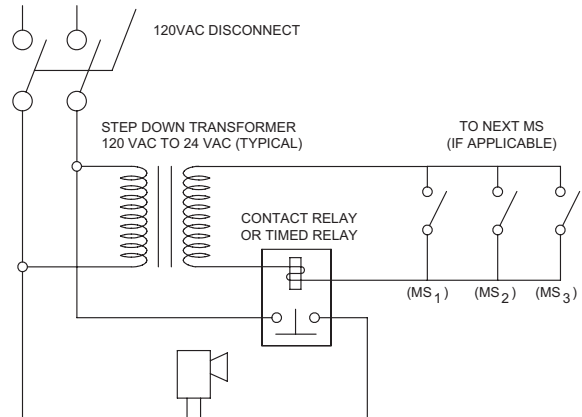 120VAC DISCONNECT
STEP DOWN TRANSFORMER
120 VAC TO 24 VAC (TYPICAL)
TO NEXT MS
(IF APPLICABLE)
CONTACT RELAY
OR TIMED RELAY
(MS1) (MS2) (MS3)